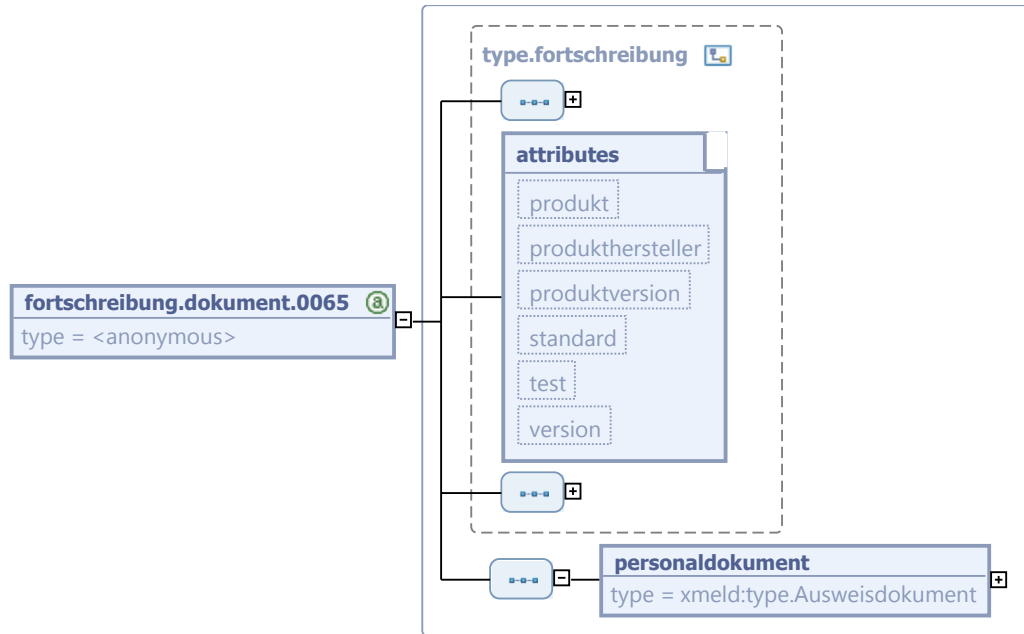 type.fortschreibung
attributes
produkt
produkthersteller
produktversion
standard
test
version
fortschreibung.dokument.0065 a
type = <anonymous>
personaldokument
type = xmeld:type.Ausweisdokument